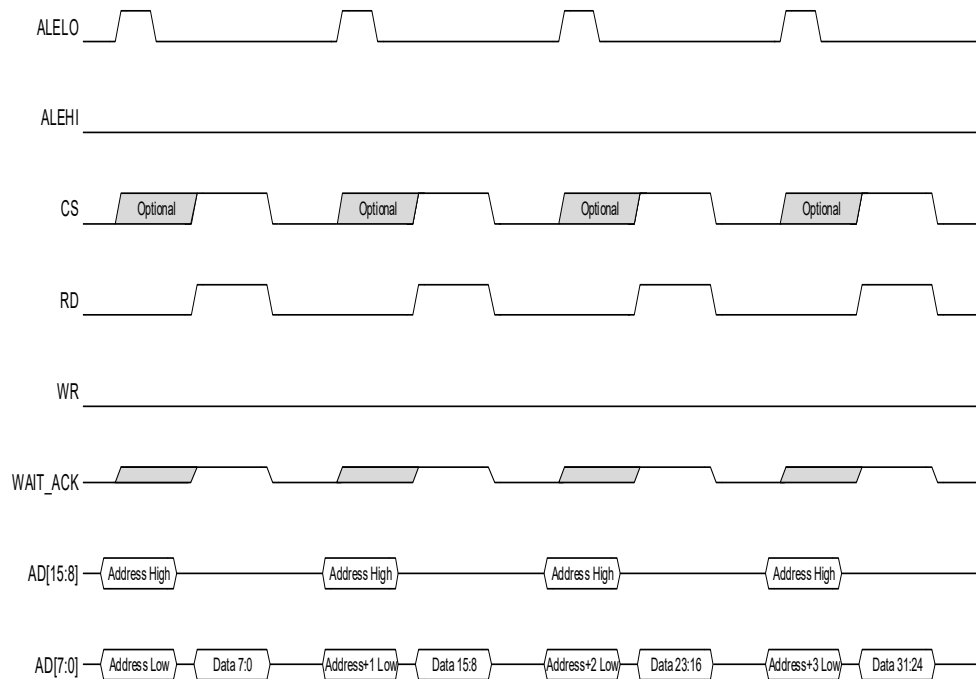 ALELO
ALEHI
CS
Optional Optional Optional Optional
RD
WR
WAIT_ACK
AD[15:8]
Address High Address High Address High Address High
AD[7:0]
Address Low Data 7:0 Address+1 Low Data 15:8 Address+2 Low Data 23:16 Address+3 Low Data 31:24